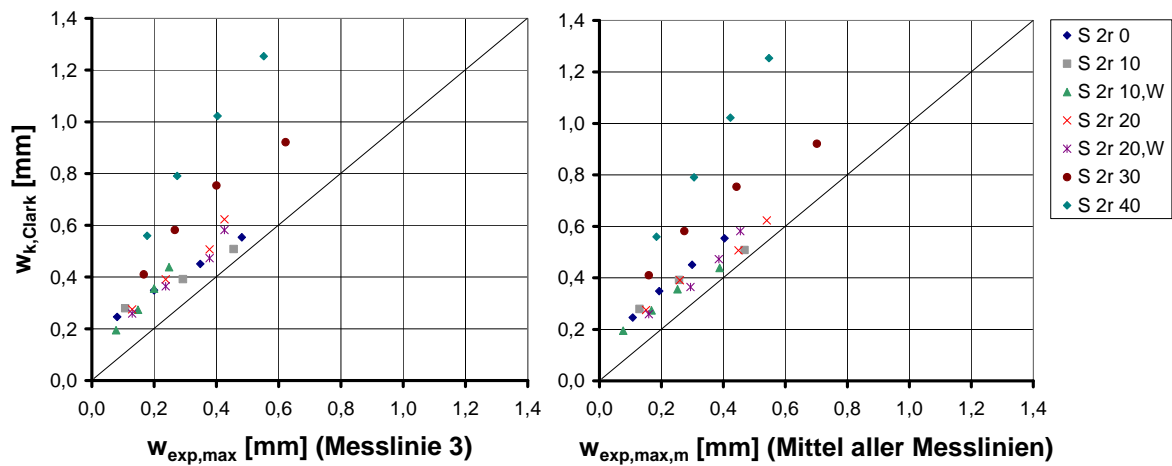 w_k,Clark [mm]
1,4
1,2
1,0
0,8
0,6
0,4
0,2
0,0
0,0 0,2 0,4 0,6 0,8 1,0 1,2 1,4
w_exp,max [mm] (Messlinie 3)
1,4
1,2
1,0
0,8
0,6
0,4
0,2
0,0
0,0 0,2 0,4 0,6 0,8 1,0 1,2 1,4
w_exp,max,m [mm] (Mittel aller Messlinien)
S 2r 0
S 2r 10
S 2r 10,W
S 2r 20
S 2r 20,W
S 2r 30
S 2r 40